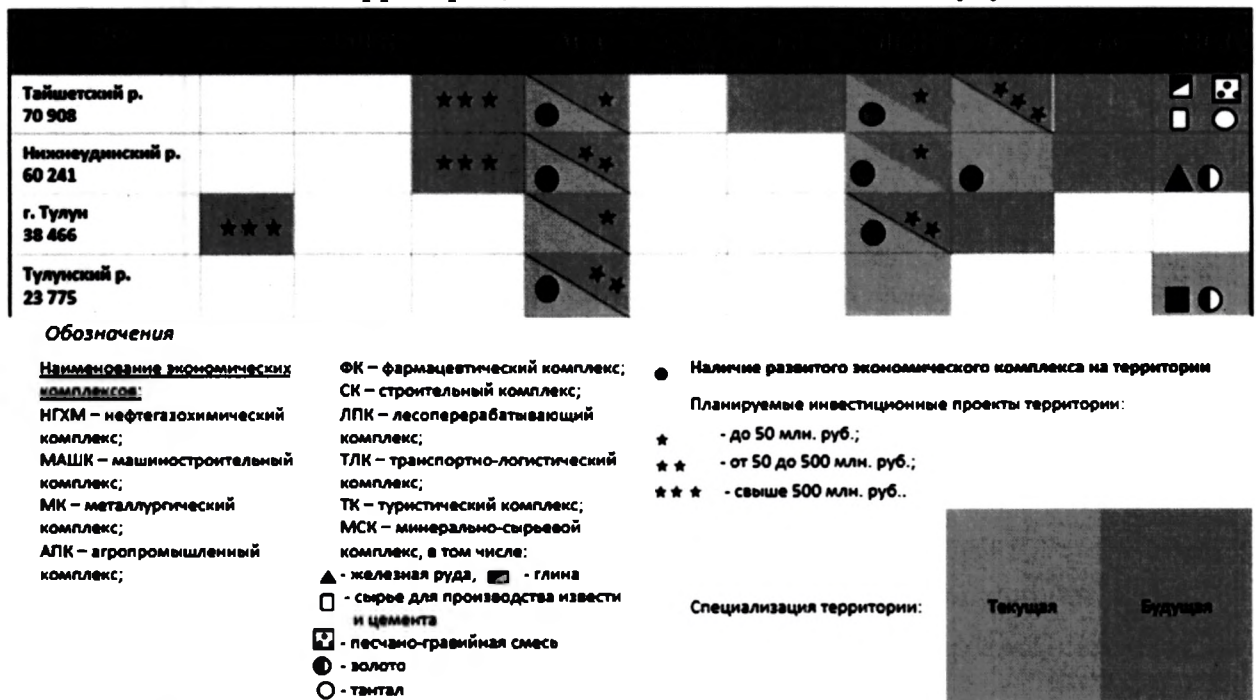 Тайшетский р.
70 908
Нижнеудинский р.
60 241
г. Тулун
38 466
Тулунский р.
23 775
Обозначения
Наименование экономических
комплексов:
НГХМ – нефтегазохимический
комплекс;
МАШК – машиностроительный
комплекс;
МК – металлургический
комплекс;
АПК – агропромышленный
комплекс;
ФК – фармацевтический комплекс;
СК – строительный комплекс;
ЛПК – лесоперерабатывающий
комплекс;
ТЛК – транспортно-логистический
комплекс;
ТК – туристический комплекс;
МСК – минерально-сырьевой
комплекс, в том числе:
- железная руда, - глина
- сырье для производства извести
и цемента
- песчано-гравийная смесь
- золото
- тантал
Наличие развитого экономического комплекса на территории
Планируемые инвестиционные проекты территории:
- до 50 млн. руб.;
- от 50 до 500 млн. руб.;
- свыше 500 млн. руб..
Специализация территории:
Текущая
Будущая